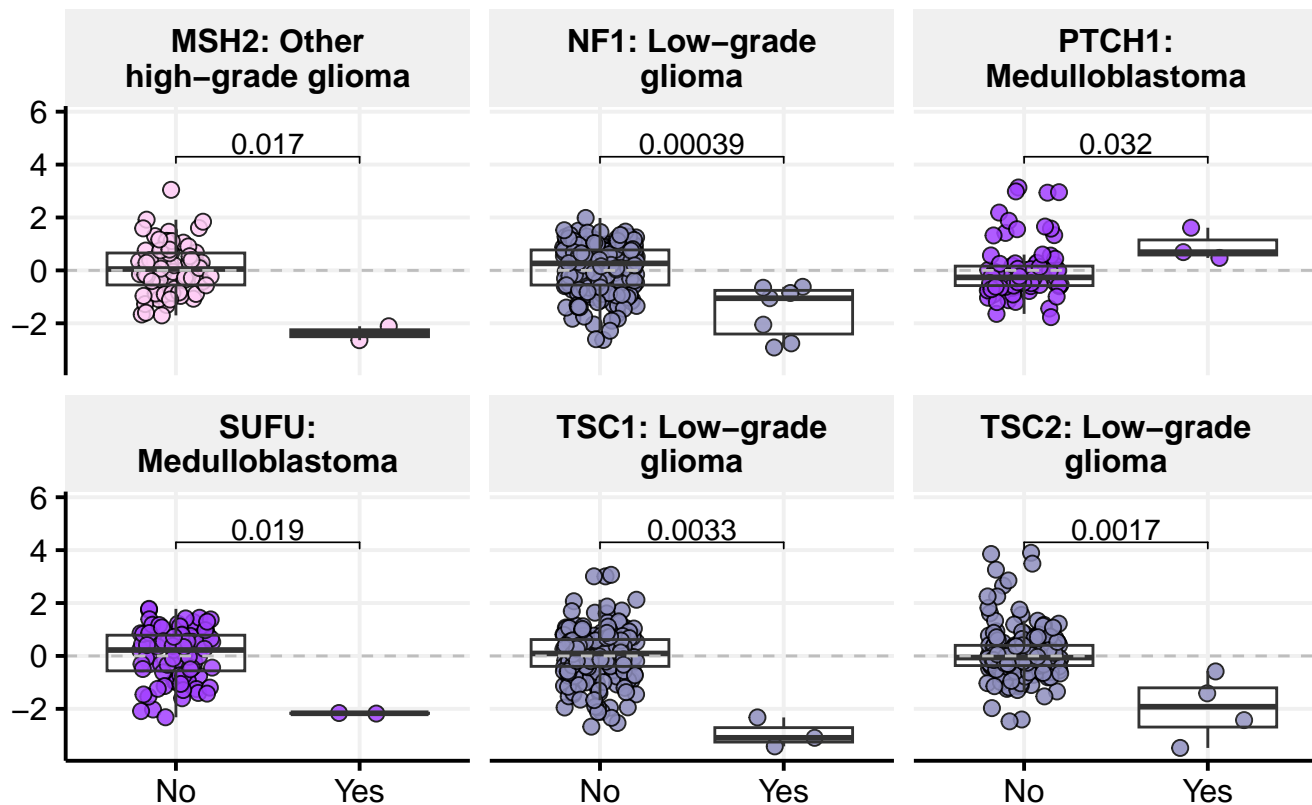 MSH2: Other
high−grade glioma
NF1: Low−grade
glioma
PTCH1:
Medulloblastoma
6
4
2
0
−2
0.017
0.00039
0.032
SUFU:
Medulloblastoma
TSC1: Low−grade
glioma
TSC2: Low−grade
glioma
6
4
2
0
−2
0.019
0.0033
0.0017
No
Yes
No
Yes
No
Yes